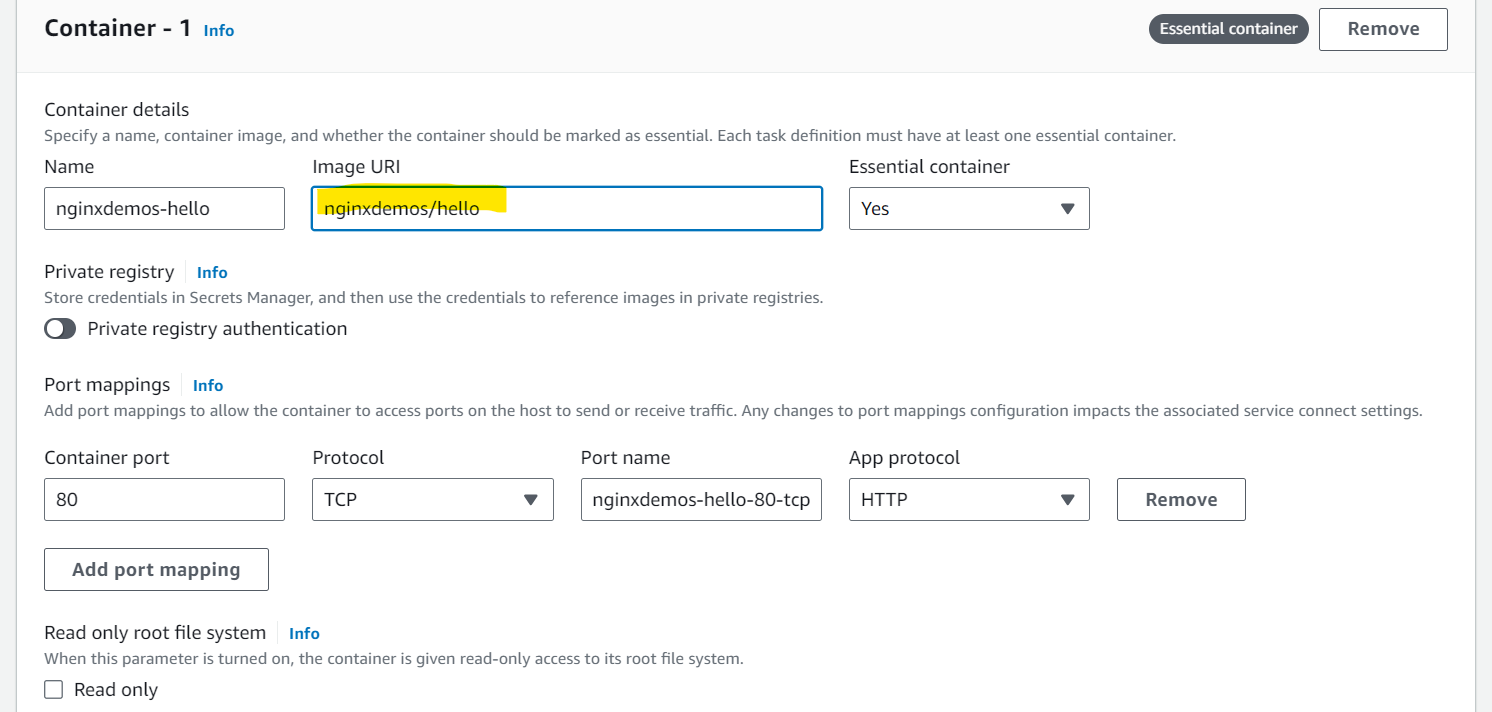 Container - 1 Info Essential container Remove
Container details
Specify a name, container image, and whether the container should be marked as essential. Each task definition must have at least one essential container.
Name Image URI Essential container
nginxdemos-hello nginxdemos/hello Yes
Private registry Info
Store credentials in Secrets Manager, and then use the credentials to reference images in private registries.
Private registry authentication
Port mappings Info
Add port mappings to allow the container to access ports on the host to send or receive traffic. Any changes to port mappings configuration impacts the associated service connect settings.
Container port Protocol Port name App protocol
80 TCP nginxdemos-hello-80-tcp HTTP Remove
Add port mapping
Read only root file system Info
When this parameter is turned on, the container is given read-only access to its root file system.
Read only